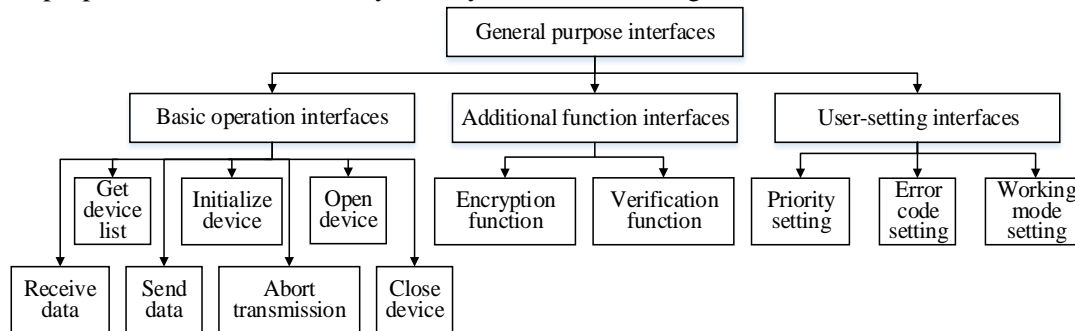 General purpose interfaces
Basic operation interfaces
Additional function interfaces
User-setting interfaces
Get
device
list
Initialize
device
Open
device
Encryption
function
Verification
function
Priority
setting
Error
code
setting
Working
mode
setting
Receive
data
Send
data
Abort
transmission
Close
device